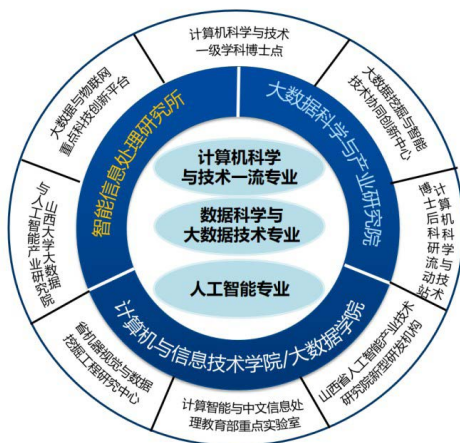 计算机科学与技术
一级学科博士点
大数据挖掘与智能
技术协同创新中心
计算机科学与技术
博士后科研流动站
山西省人工智能产业技术
研究院新型研发机构
计算智能与中文信息处
理教育部重点实验室
省机器视觉与数据
挖掘工程研究中心
山西大学大数据
与人工智能产业研究院
大数据与物联网
重点科技创新平台
智能信息处理研究所
大数据科学与产业研究院
计算机与信息技术学院/大数据学院
计算机科学
与技术一流专业
数据科学与
大数据技术专业
人工智能专业